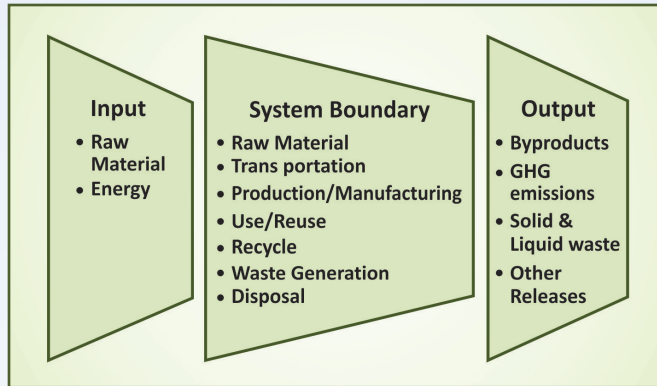 Input
• Raw
Material
• Energy
System Boundary
• Raw Material
• Trans portation
• Production/Manufacturing
• Use/Reuse
• Recycle
• Waste Generation
• Disposal
Output
• Byproducts
• GHG
emissions
• Solid &
Liquid waste
• Other
Releases